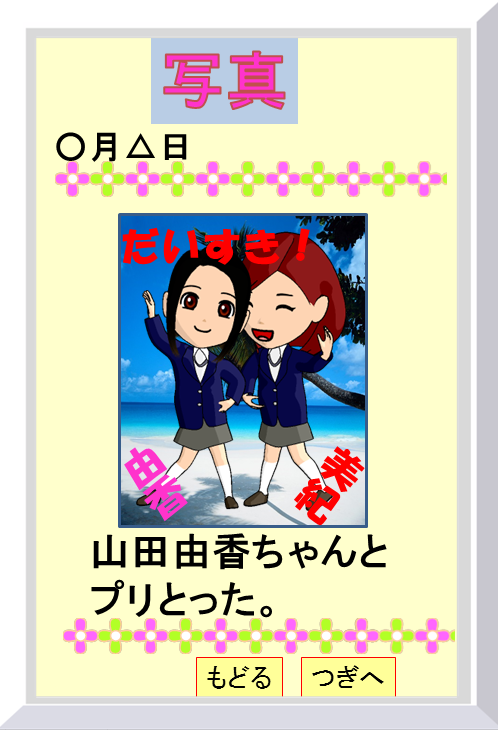 写真
〇月△日
だいすき！
由香
美紀
山田由香ちゃんと
プリとった。
もどる
つぎへ